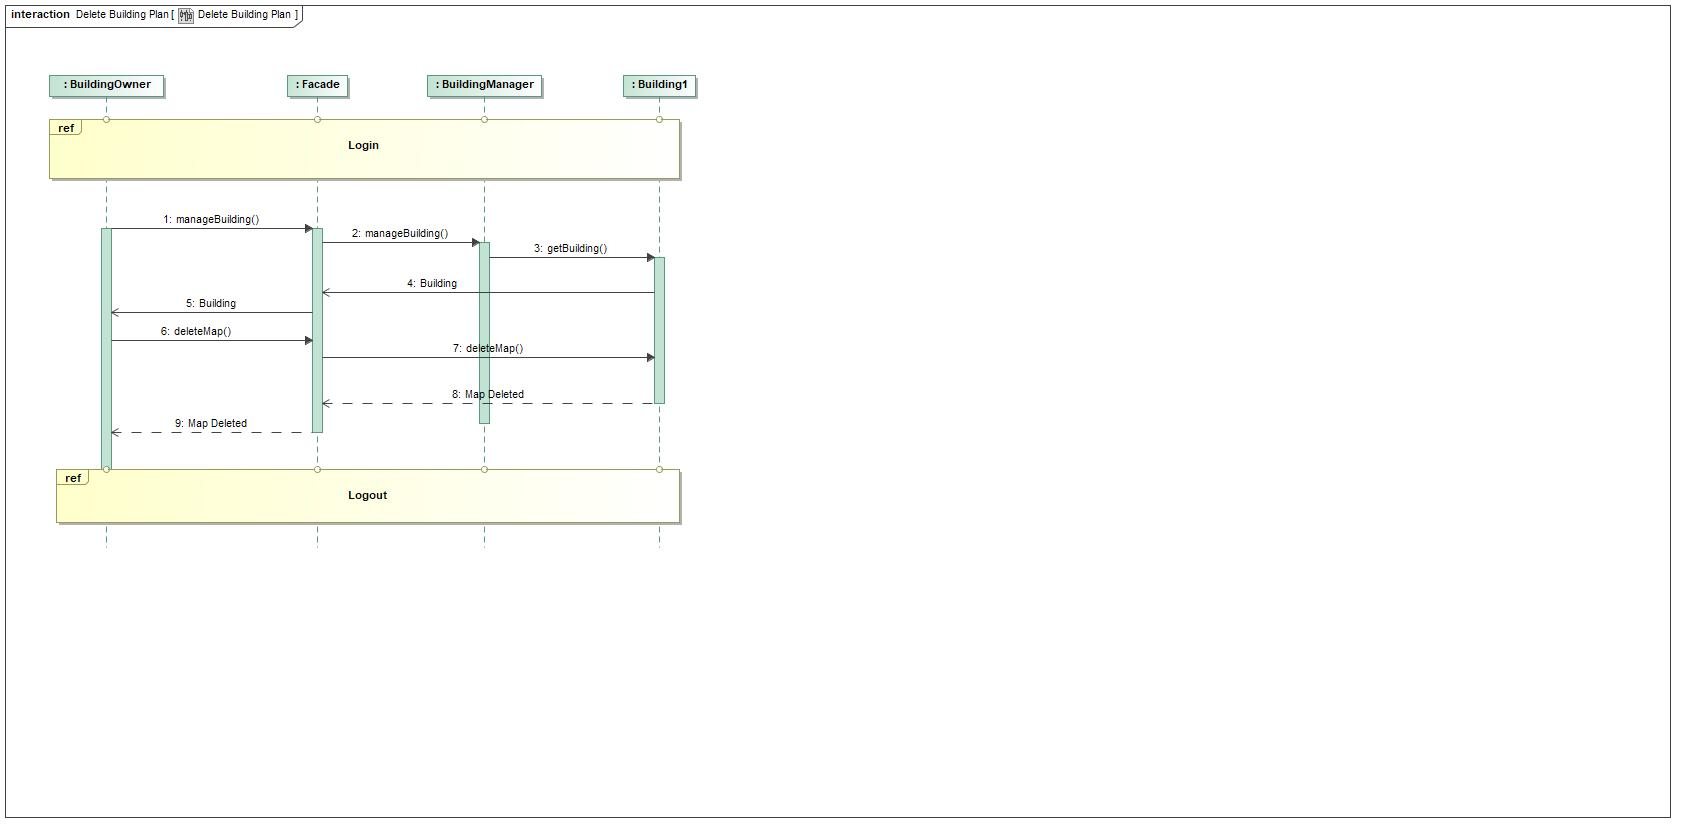 interaction Delete Building Plan [ Delete Building Plan ]
: BuildingOwner : Facade : BuildingManager : Building1
ref
Login
1: manageBuilding()
2: manageBuilding()
3: getBuilding()
4: Building
5: Building
6: deleteMap()
7: deleteMap()
8: Map Deleted
9: Map Deleted
ref
Logout